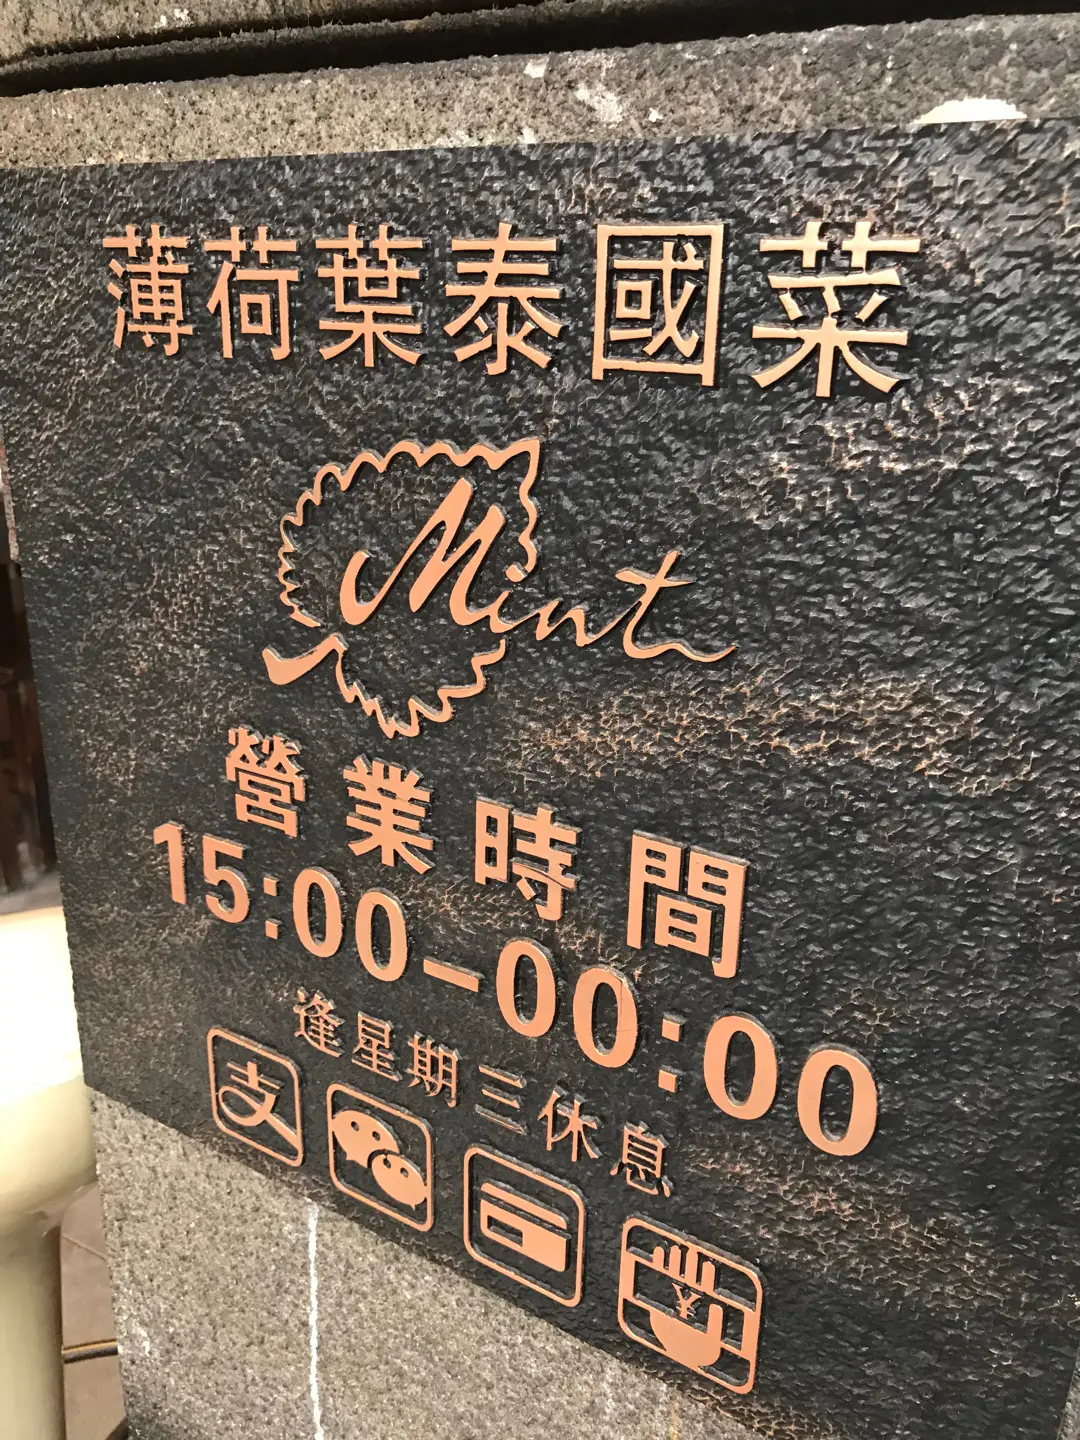 薄荷葉泰國菜
Mint
營業時間
15:00-00:00
逢星期三休息
支
¥